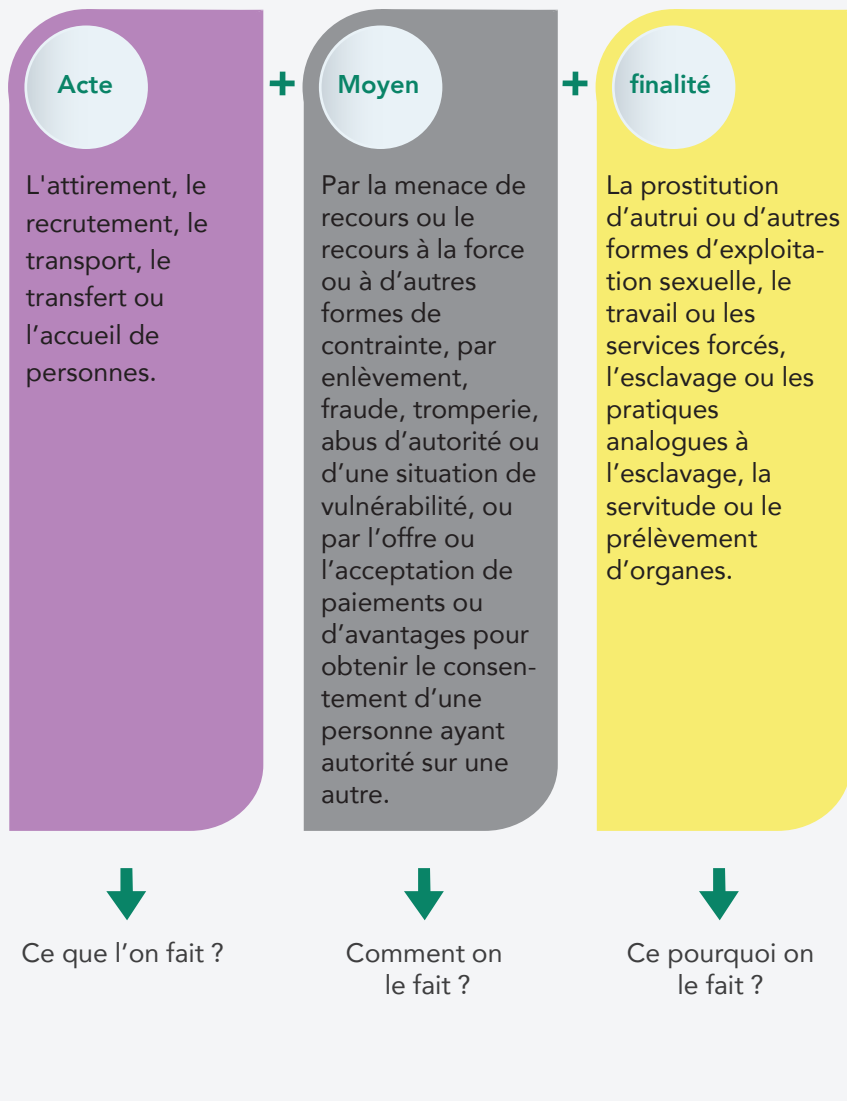 Acte
L'attirement, le
recrutement, le
transport, le
transfert ou
l’accueil de
personnes.
Ce que l’on fait ?
+
Moyen
Par la menace de
recours ou le
recours à la force
ou à d’autres
formes de
contrainte, par
enlèvement,
fraude, tromperie,
abus d’autorité ou
d’une situation de
vulnérabilité, ou
par l’offre ou
l’acceptation de
paiements ou
d’avantages pour
obtenir le consen-
tement d’une
personne ayant
autorité sur une
autre.
Comment on
le fait ?
+
finalité
La prostitution
d’autrui ou d’autres
formes d’exploita-
tion sexuelle, le
travail ou les
services forcés,
l’esclavage ou les
pratiques
analogues à
l’esclavage, la
servitude ou le
prélèvement
d’organes.
Ce pourquoi on
le fait ?